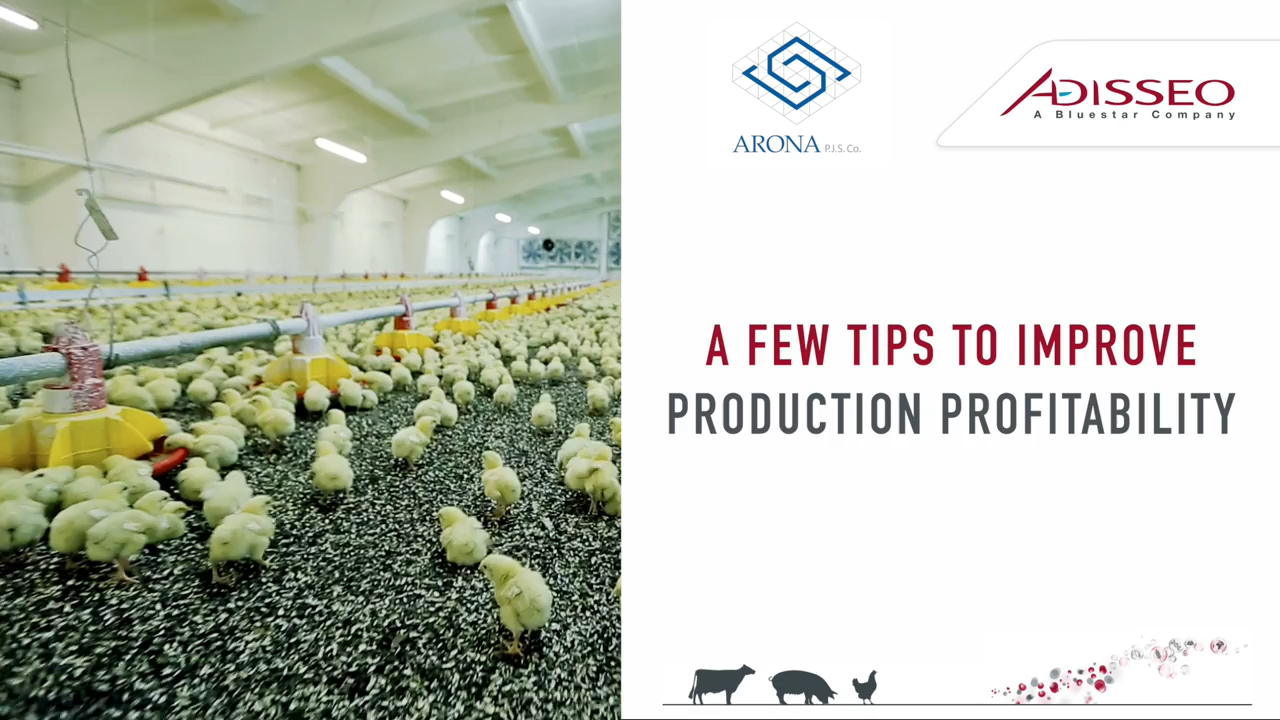 ARONA P.J.S. Co.
ADISSEO
A Bluestar Company
A FEW TIPS TO IMPROVE
PRODUCTION PROFITABILITY